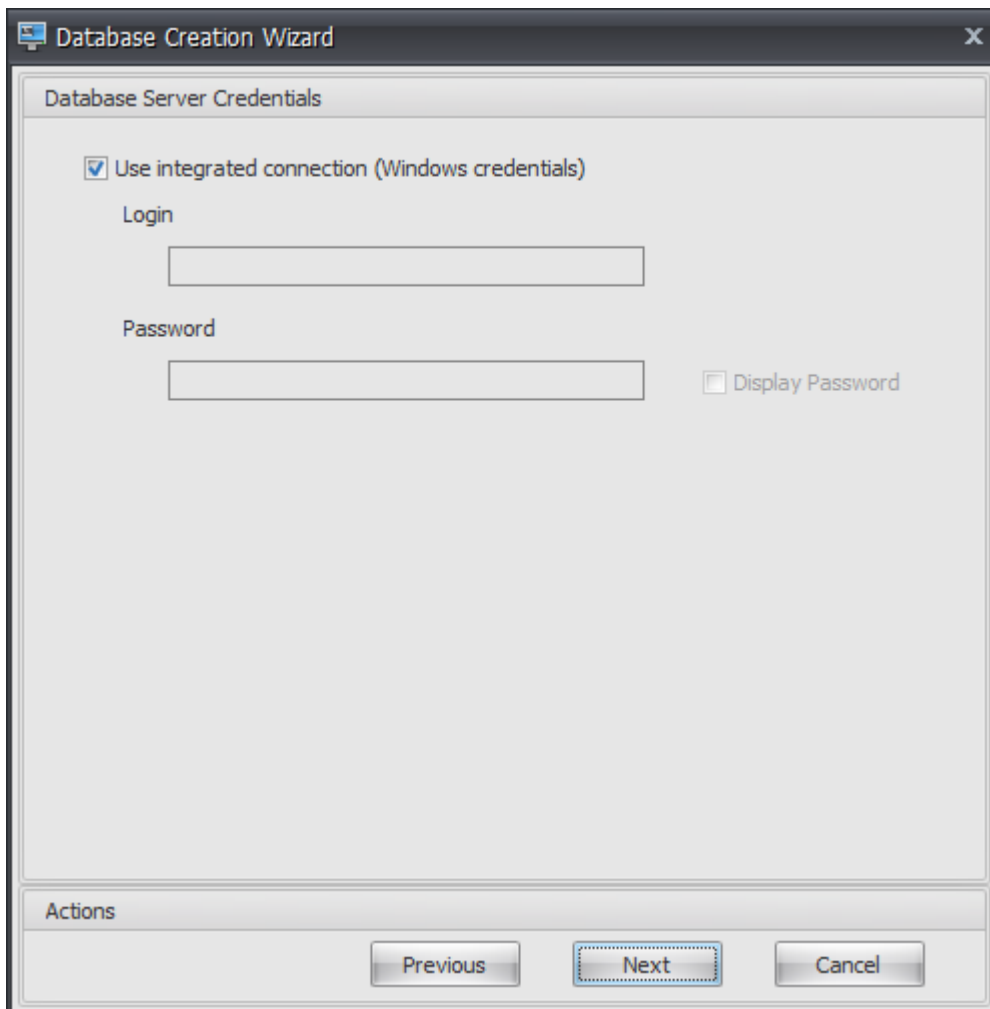 Database Creation Wizard
Database Server Credentials
Use integrated connection (Windows credentials)
Login
Password
Display Password
Actions
Previous Next Cancel